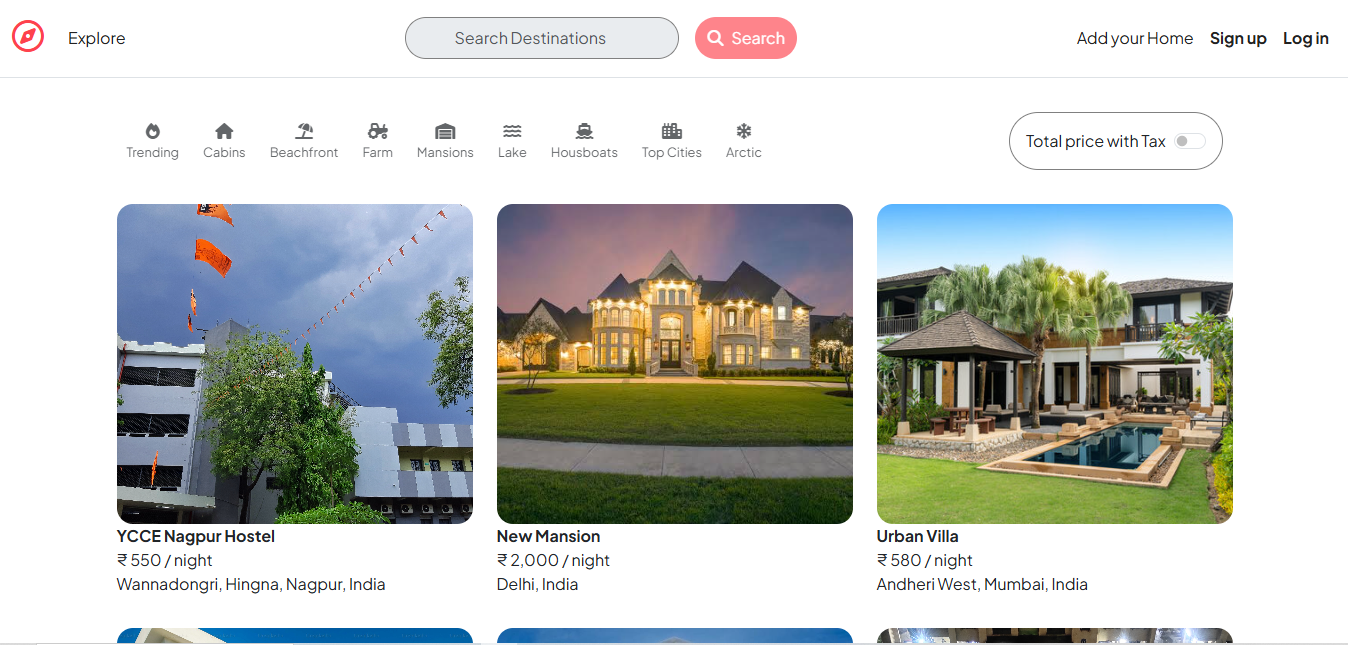 Explore
Search Destinations
Search
Add your Home
Sign up
Log in
Trending
Cabins
Beachfront
Farm
Mansions
Lake
Housboats
Top Cities
Arctic
Total price with Tax
YCCE Nagpur Hostel
₹ 550 / night
Wannadongri, Hingna, Nagpur, India
New Mansion
₹ 2,000 / night
Delhi, India
Urban Villa
₹ 580 / night
Andheri West, Mumbai, India